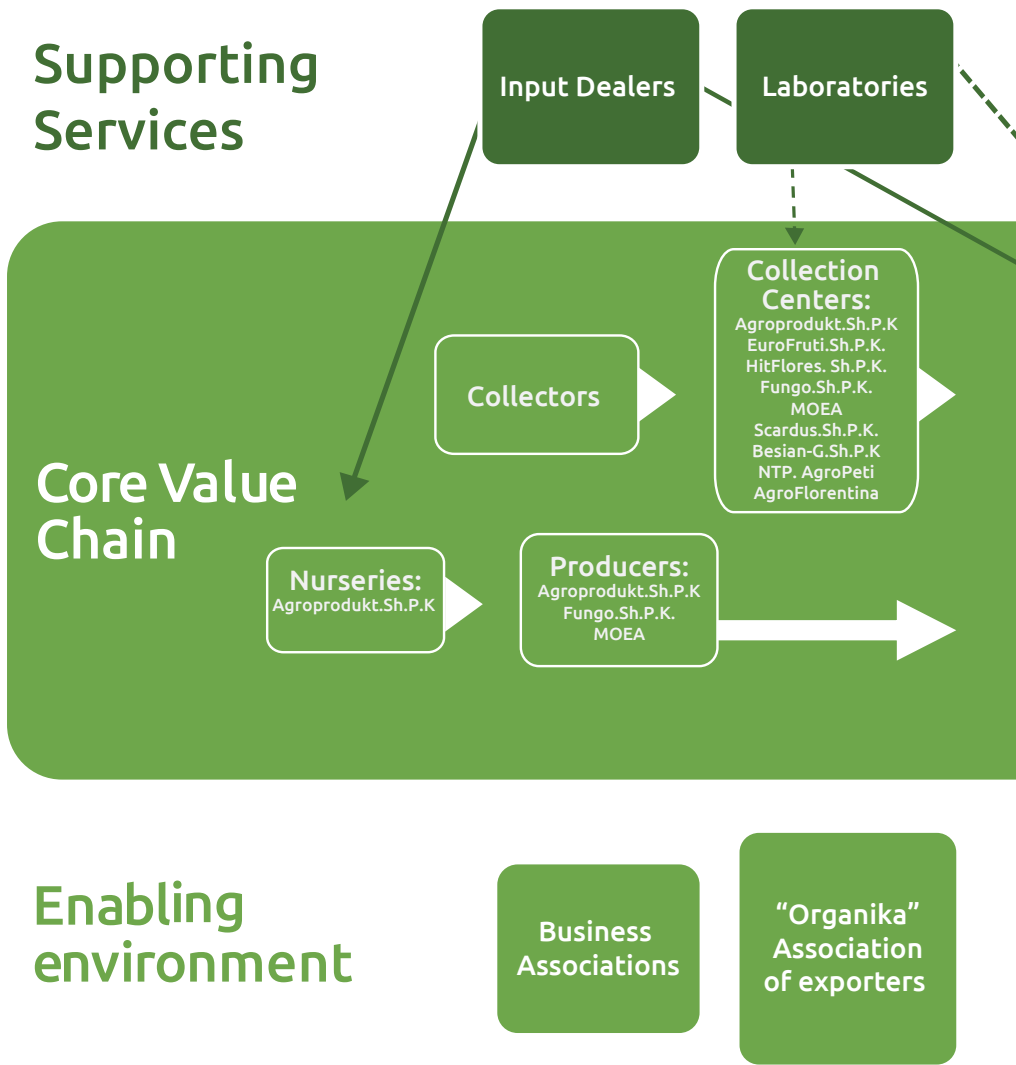 Supporting
Services
Input Dealers
Laboratories
Core Value
Chain
Collectors
Collection
Centers:
Agroprodukt.Sh.P.K
EuroFruti.Sh.P.K.
HitFlores. Sh.P.K.
Fungo.Sh.P.K.
MOEA
Scardus.Sh.P.K.
Besian-G.Sh.P.K
NTP. AgroPeti
AgroFlorentina
Nurseries:
Agroprodukt.Sh.P.K
Producers:
Agroprodukt.Sh.P.K
Fungo.Sh.P.K.
MOEA
Enabling
environment
Business
Associations
“Organika”
Association
of exporters